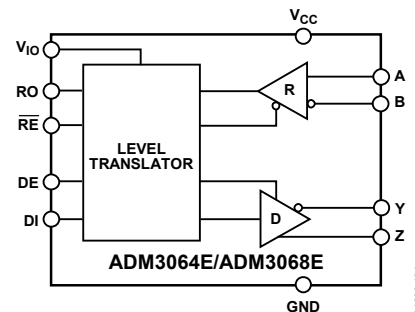 VCC
VIO
RO
RE
DE
DI
LEVEL
TRANSLATOR
R
D
A
B
Y
Z
ADM3064E/ADM3068E
GND